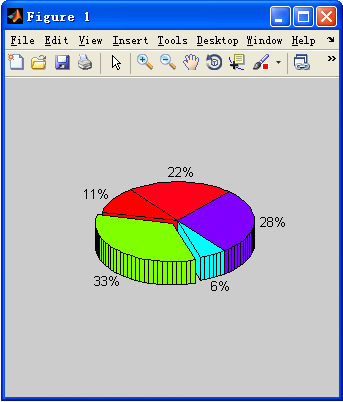 Figure 1
File Edit View Insert Tools Desktop Window Help
22%
11%
28%
33%
6%